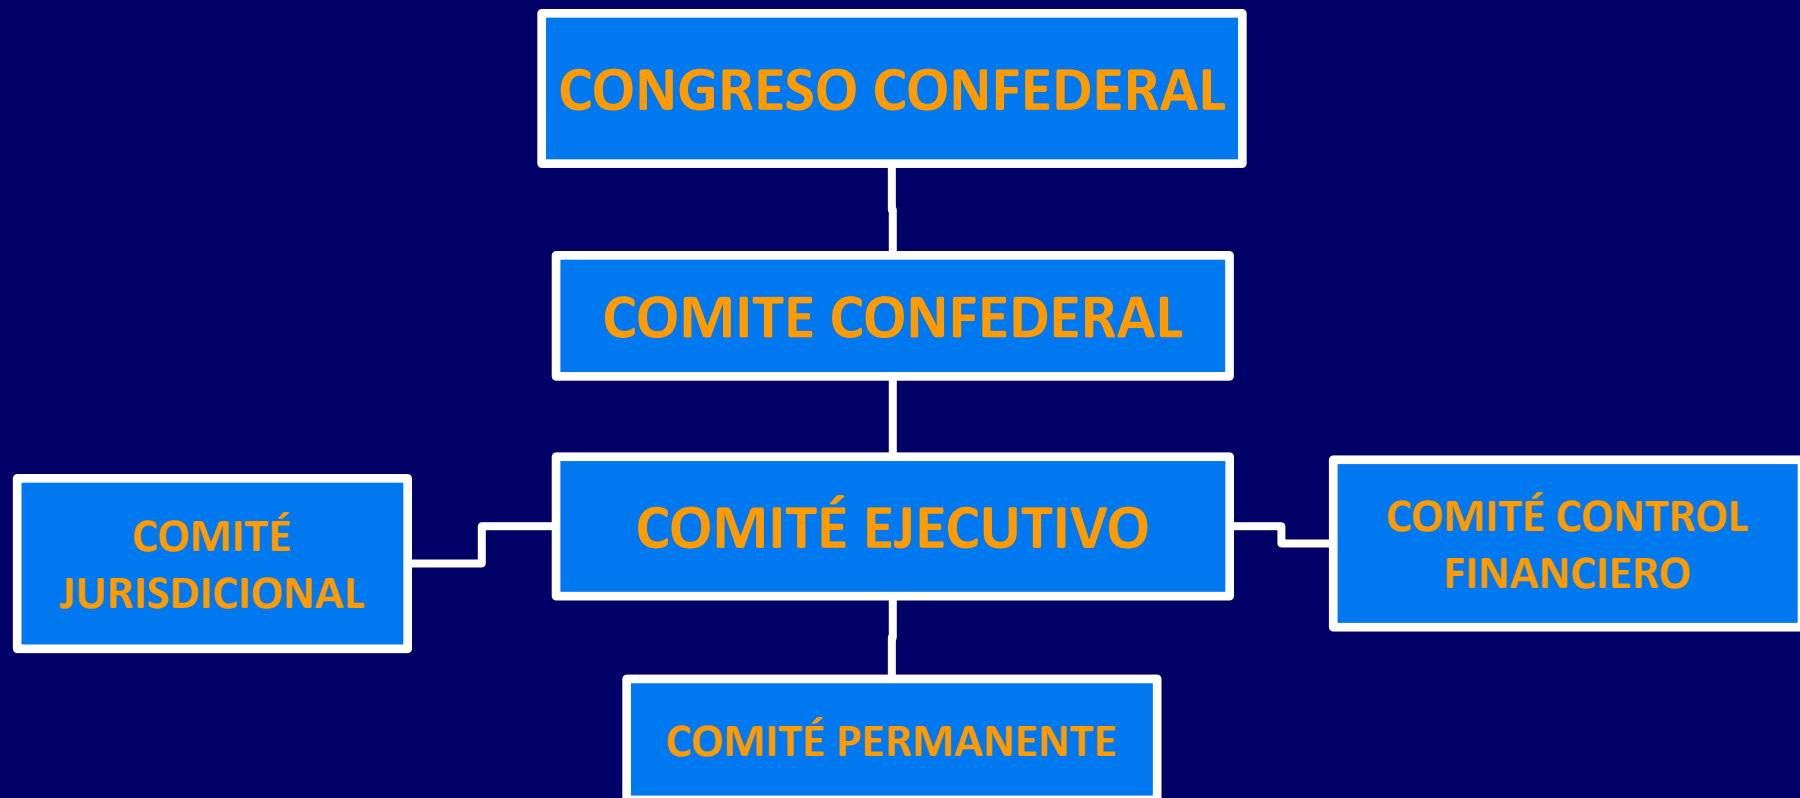 CONGRESO CONFEDERAL
COMITE CONFEDERAL
COMITÉ EJECUTIVO
COMITÉ
JURISDICIONAL
COMITÉ CONTROL
FINANCIERO
COMITÉ PERMANENTE